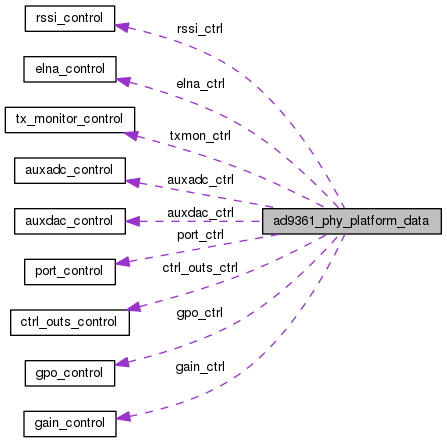 rssi_control
rssi_ctrl
elna_control
elna_ctrl
tx_monitor_control
txmon_ctrl
auxadc_control
auxadc_ctrl
auxdac_control
auxdac_ctrl
ad9361_phy_platform_data
port_ctrl
port_control
ctrl_outs_ctrl
ctrl_outs_control
gpo_ctrl
gpo_control
gain_ctrl
gain_control